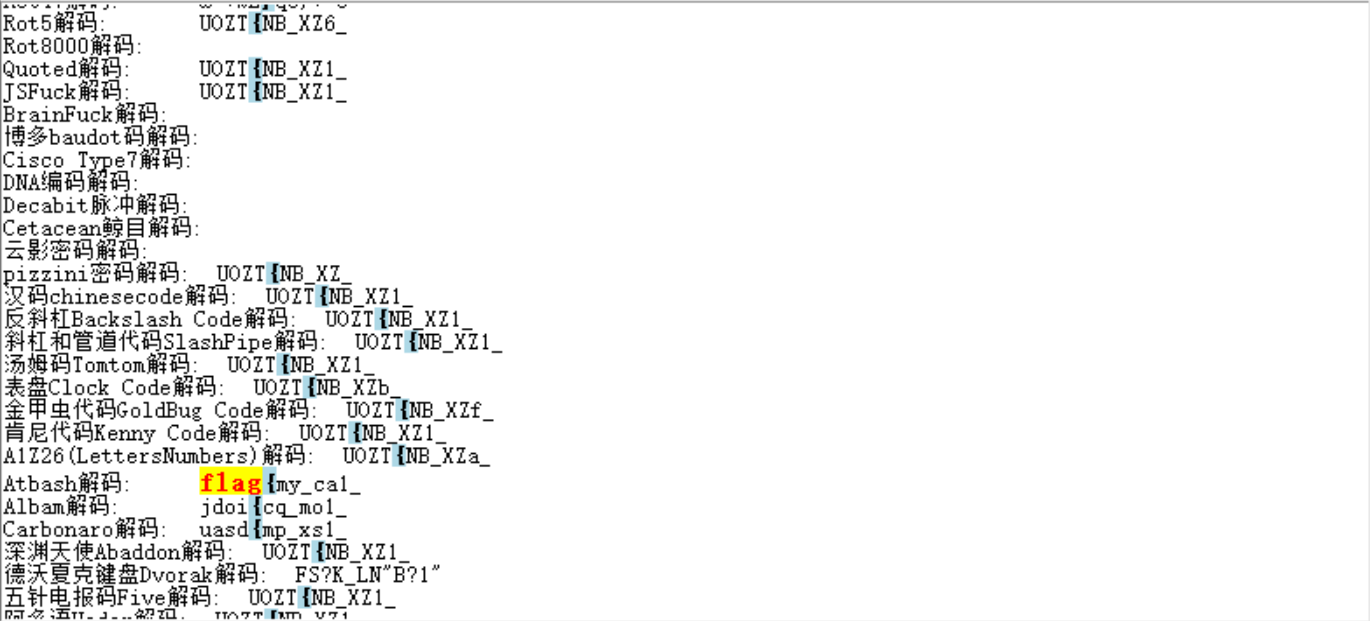 Rot5解码: UOZT{NB_XZ6_
Rot8000解码:
Quoted解码: UOZT{NB_XZ1_
JSFuck解码: UOZT{NB_XZ1_
BrainFuck解码:
博多baudot码解码:
Cisco Type7解码:
DNA编码解码:
Decabit脉冲解码:
Cetacean鲸目解码:
云影密码解码:
pizzini密码解码: UOZT{NB_XZ_
汉码chinesecode解码: UOZT{NB_XZ1_
反斜杠Backslash Code解码: UOZT{NB_XZ1_
斜杠和管道代码SlashPipe解码: UOZT{NB_XZ1_
汤姆码Tomtom解码: UOZT{NB_XZ1_
表盘Clock Code解码: UOZT{NB_XZb_
金甲虫代码GoldBug Code解码: UOZT{NB_XZf_
肯尼代码Kenny Code解码: UOZT{NB_XZ1_
A1Z26(LettersNumbers)解码: UOZT{NB_XZa_
Atbash解码: flag{my_ca1_
Albam解码: jdoi{cq_mo1_
Carbonaro解码: uasd{mp_xs1_
深渊天使Abaddon解码: UOZT{NB_XZ1_
德沃夏克键盘Dvorak解码: FS?K_LN"B?1"
五针电报码Five解码: UOZT{NB_XZ1_